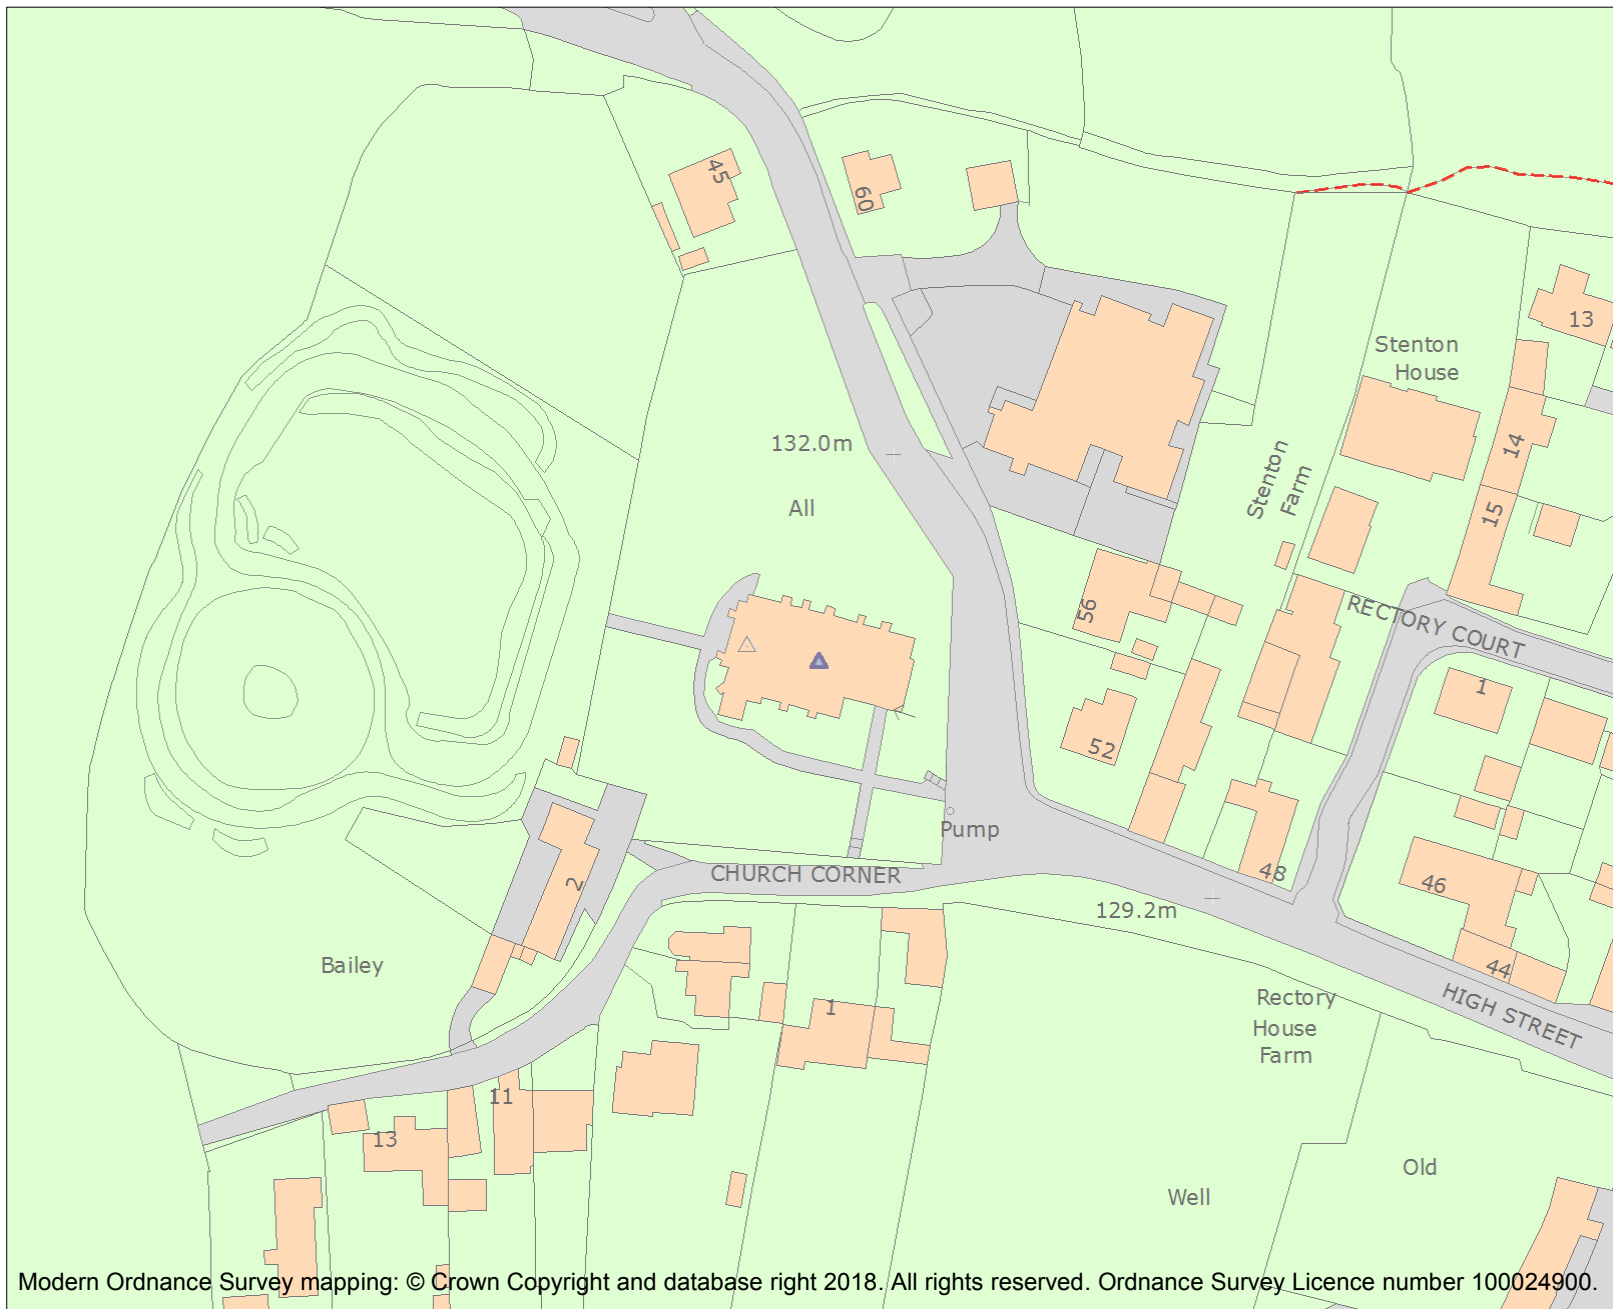 45
60
13
Stenton
House
132.0m
14
Stenton
Farm
All
15
56
RECTORY COURT
1
52
Pump
CHURCH CORNER
48
2
46
129.2m
Bailey
44
1
Rectory
House
Farm
HIGH STREET
11
13
Old
Well
Modern Ordnance Survey mapping: © Crown Copyright and database right 2018. All rights reserved. Ordnance Survey Licence number 100024900.